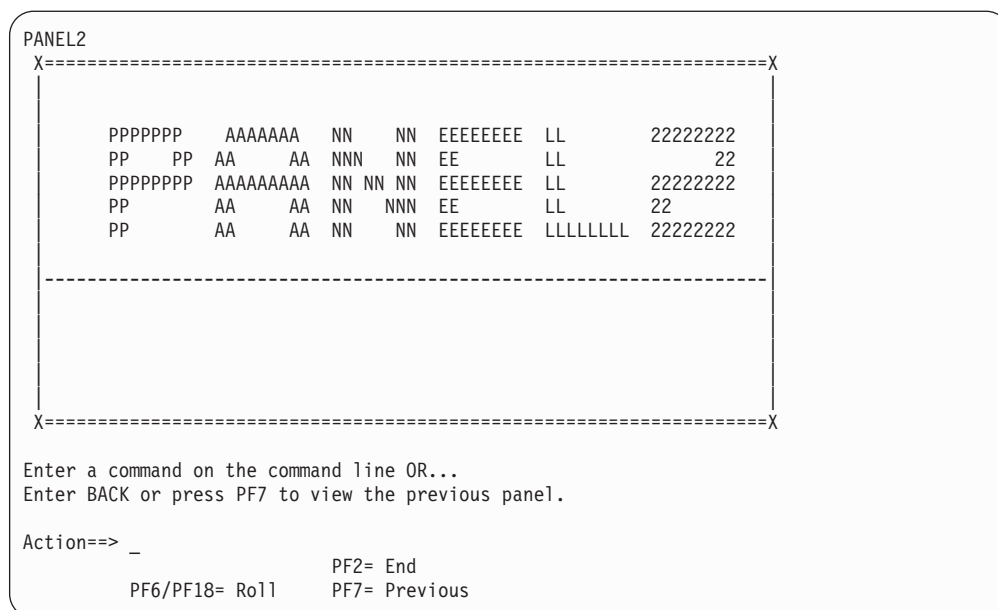 PANEL2
X====================================================================X
PPPPPPP    AAAAAAA   NN    NN  EEEEEEEE  LL        22222222
PP    PP  AA     AA  NNN   NN  EE        LL              22
PPPPPPPP  AAAAAAAAA  NN NN NN  EEEEEEEE  LL        22222222
PP        AA     AA  NN   NNN  EE        LL        22
PP        AA     AA  NN    NN  EEEEEEEE  LLLLLLLL  22222222
--------------------------------------------------------------------
X====================================================================X
Enter a command on the command line OR...
Enter BACK or press PF7 to view the previous panel.
Action==> _
PF2= End
PF6/PF18= Roll     PF7= Previous